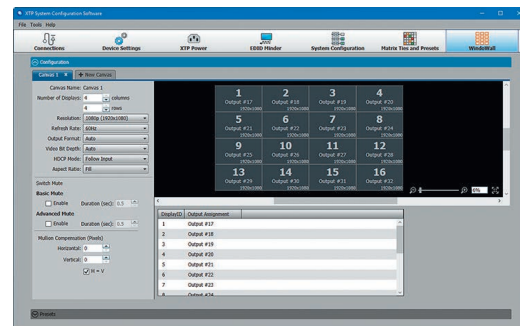 XTP System Configuration Software
File Tools Help
Connections Device Settings XTP Power EDID Minder System Configuration Matrix Ties and Presets WindoWall
Configuration
Canvas 1 × + New Canvas
Canvas Name: Canvas 1
Number of Displays: 4 columns
4 rows
Resolution: 1080p (1920x1080)
Refresh Rate: 60Hz
Output Format: Auto
Video Bit Depth: Auto
HDCP Mode: Follow Input
Aspect Ratio: Fill
Switch Mute
Basic Mute
Enable Duration (sec): 0.5
Advanced Mute
Enable Duration (sec): 0.5
Mullion Compensation (Pixels)
Horizontal: 0
Vertical: 0
H = V
1 2 3 4
Output #17 Output #18 Output #19 Output #20
1920x1080 1920x1080 1920x1080 1920x1080
5 6 7 8
Output #21 Output #22 Output #23 Output #24
1920x1080 1920x1080 1920x1080 1920x1080
9 10 11 12
Output #25 Output #26 Output #27 Output #28
1920x1080 1920x1080 1920x1080 1920x1080
13 14 15 16
Output #29 Output #30 Output #31 Output #32
1920x1080 1920x1080 1920x1080 1920x1080
6%
DisplayID Output Assignment
1 Output #17
2 Output #18
3 Output #19
4 Output #20
5 Output #21
6 Output #22
7 Output #23
8 Output #24
Presets